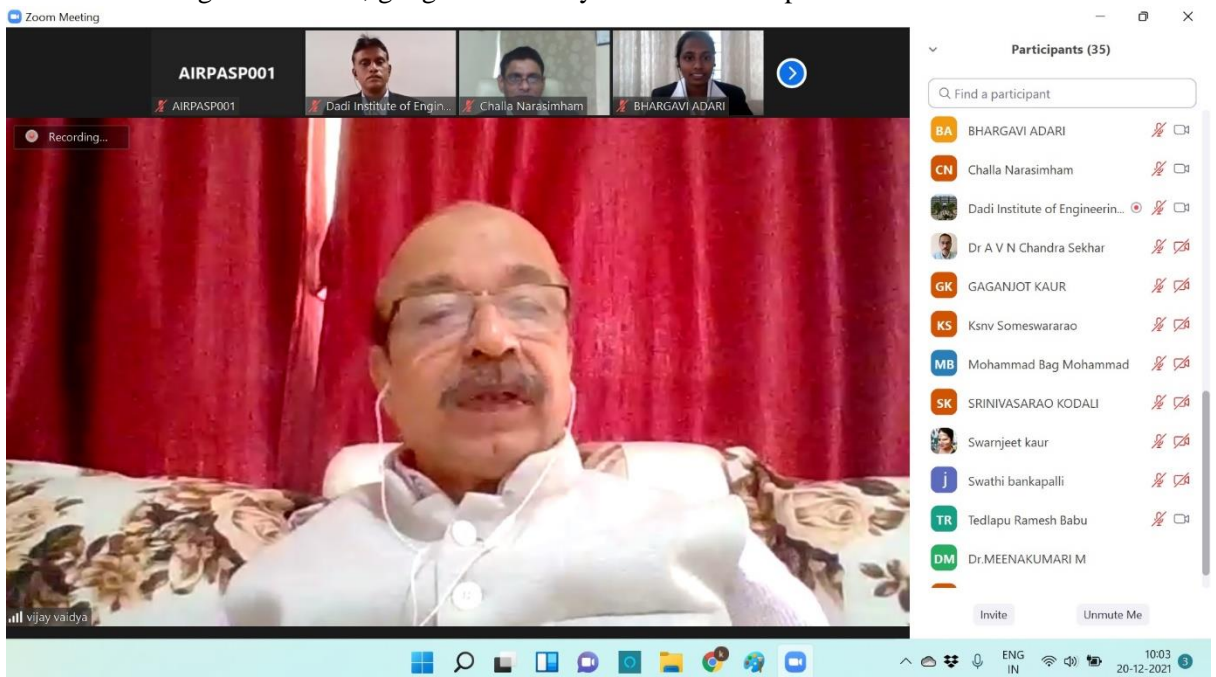 Zoom Meeting
AIRPASP001
AIRPASP001
Dadi Institute of Engin...
Challa Narasimham
BHARGAVI ADARI
Recording...
vijay vaidya
Participants (35)
Find a participant
BA BHARGAVI ADARI
CN Challa Narasimham
Dadi Institute of Engineerin...
Dr A V N Chandra Sekhar
GK GAGANJOT KAUR
KS Ksnv Someswararao
MB Mohammad Bag Mohammad
SK SRINIVASARAO KODALI
Swarnjeet kaur
j Swathi bankapalli
TR Tedlapu Ramesh Babu
DM Dr.MEENAKUMARI M
Invite Unmute Me
ENG
IN
10:03
20-12-2021
3